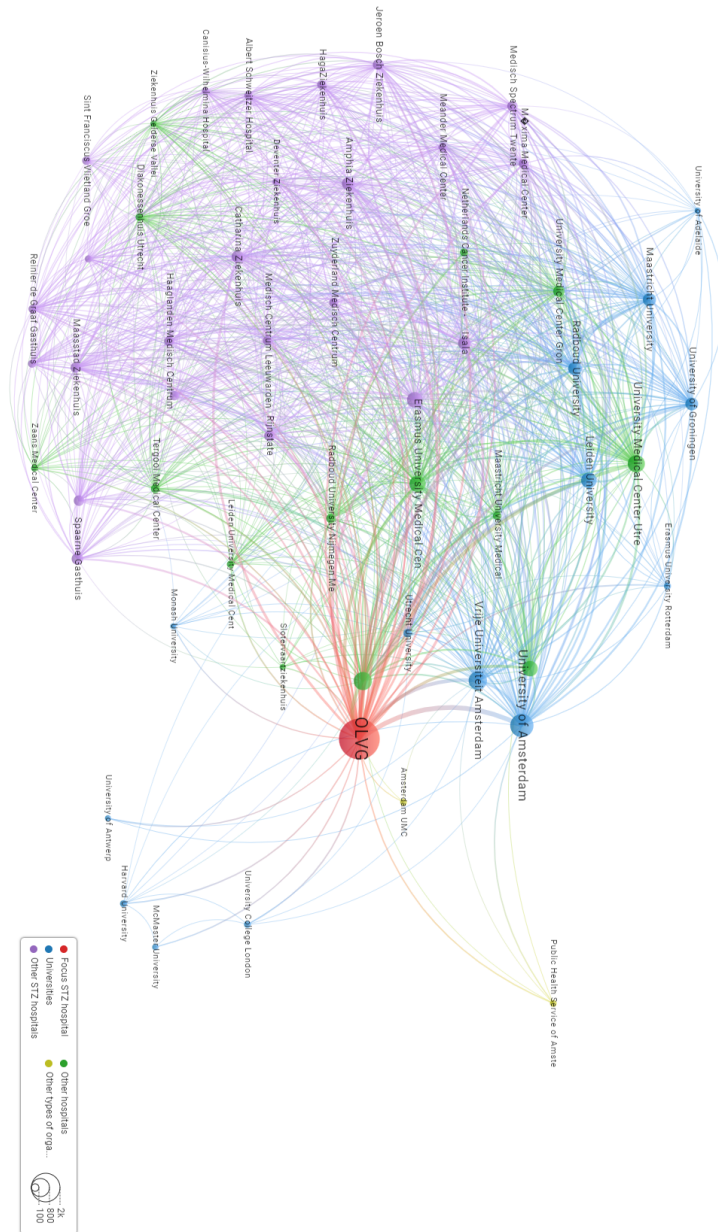 Jeroen Bosch Ziekenhuis
Canisius-Wilhelmina Hospital
Albert Schweitzer Hospital
HagaZiekenhuis
Medisch Spectrum Twente
Meander Medical Cente
M�xima Medical Center
Ziekenhuis Gelderse Vallei
Sint Franciscus Vlietland Groe
Deventer Ziekenhuis
Amphia Ziekenhuis
Diakonessenhuis Utrecht
University of Adelaide
Netherlands Cancer Institute
Catharina Ziekenhuis
University Medical Center Gron
Zuyderland Medisch Centrum
Maastricht University
Reinier de Graaf Gasthuis
Haaglanden Medisch Centrum
Medisch Centrum Leeuwarden
Isala
Maasstad Ziekenhuis
Radboud University
University of Groningen
University Medical Center Utre
Erasmus University Medical Cen
Rijnstate
Leiden University
Zaans Medical Center
Tergooi Medical Center
Radboud University Nijmegen Me
Maastricht University Medical
Leiden University Medical Cent
Spaarne Gasthuis
Erasmus University Rotterdam
Monash University
Utrecht University
Vrije Universiteit Amsterdam
Slotervaartziekenhuis
University of Amsterdam
OLVG
Amsterdam UMC
University of Antwerp
Harvard University
University College London
McMaster University
Public Health Service of Amste
Focus STZ hospital
Other hospitals
Universities
Other types of orga...
Other STZ hospitals
2k
800
100